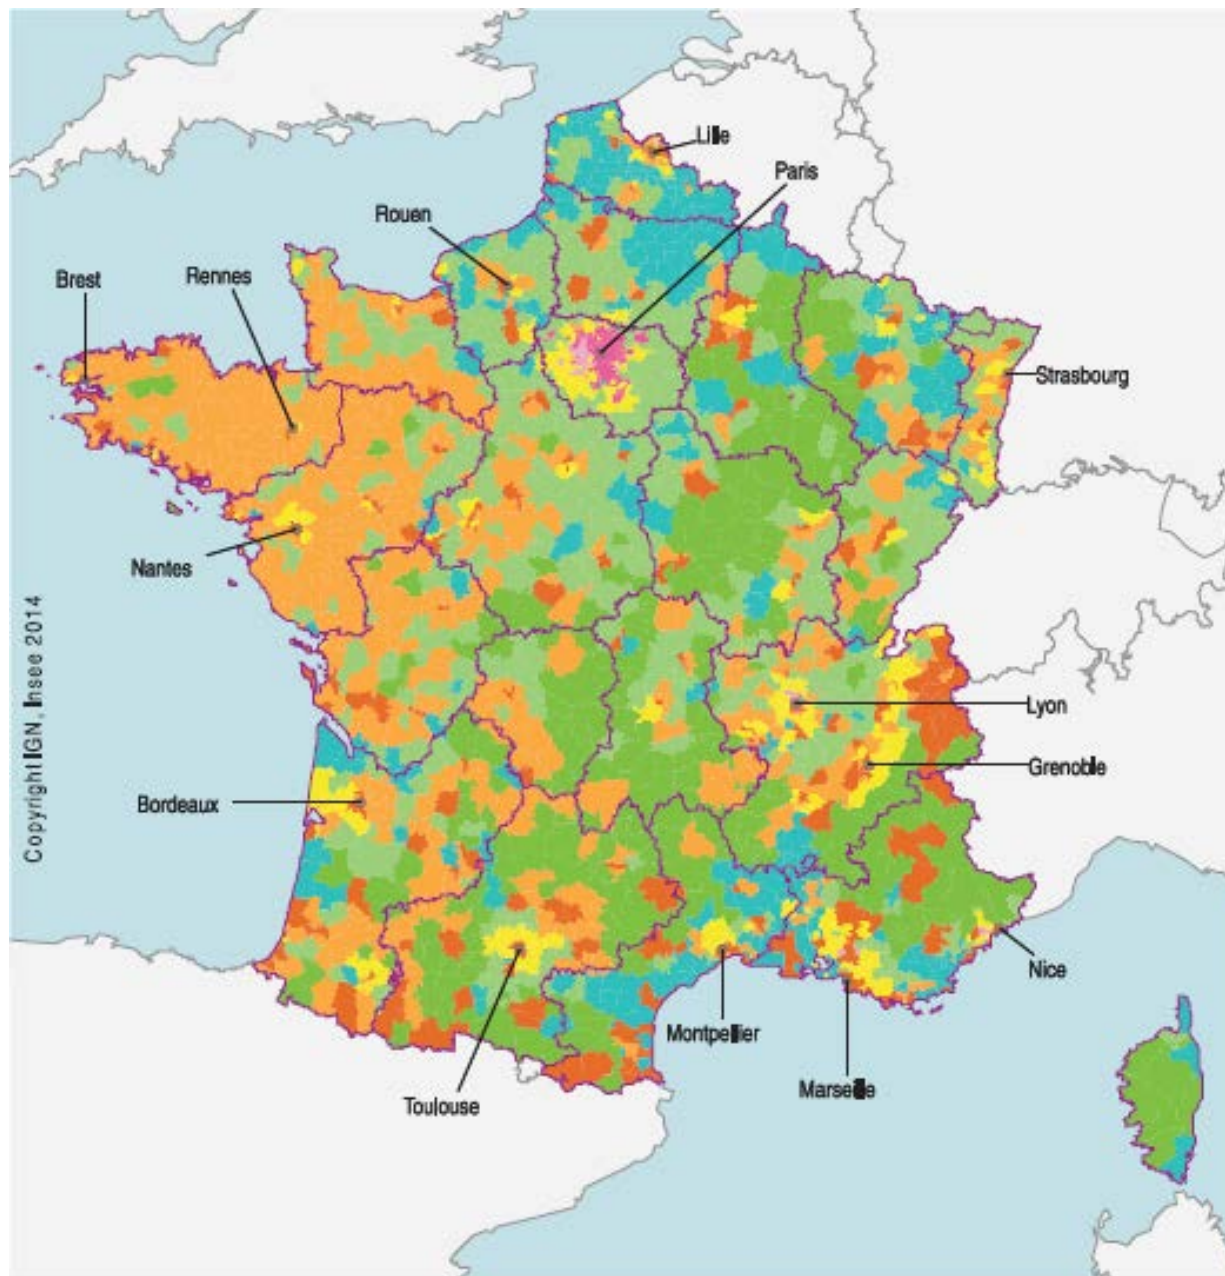 Lille
Paris
Rouen
Brest
Rennes
Strasbourg
Nantes
Copyright IGN, Insee 2014
Lyon
Grenoble
Bordeaux
Nice
Montpellier
Marseille
Toulouse